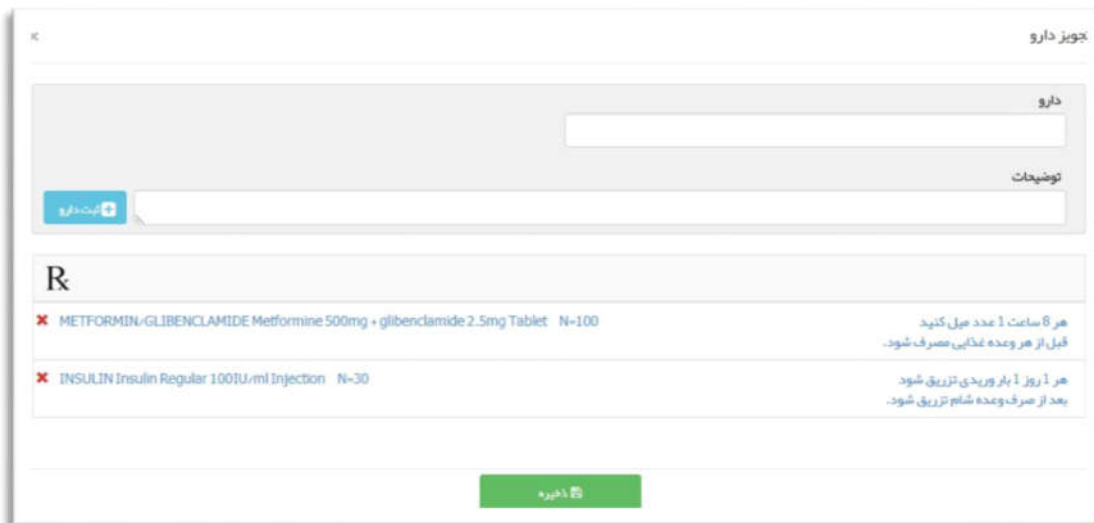 تجویز دارو
×
دارو
توضیحات
ثبت دارو
℞
METFORMIN/GLIBENCLAMIDE Metformine 500mg + glibenclamide 2.5mg Tablet N=100
هر 8 ساعت 1 عدد میل کنید
قبل از هر وعده غذایی مصرف شود.
INSULIN Insulin Regular 100IU/ml Injection N=30
هر 1 روز 1 بار وریدی تزریق شود
بعد از صرف وعده شام تزریق شود.
ذخیره